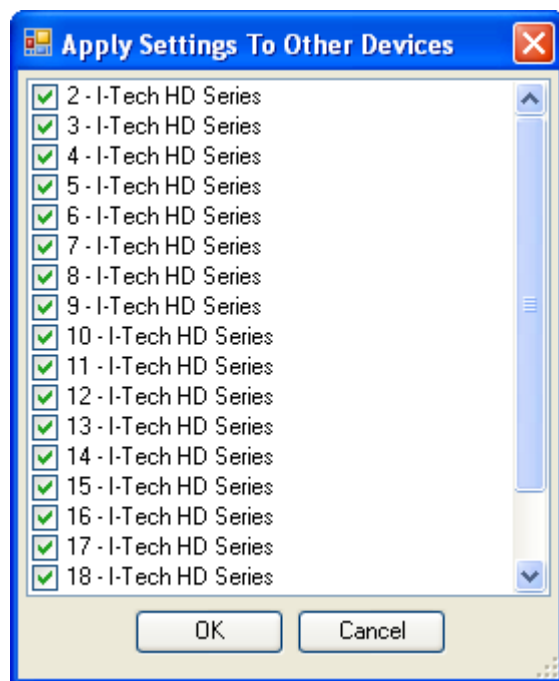 Apply Settings To Other Devices
2 - I-Tech HD Series
3 - I-Tech HD Series
4 - I-Tech HD Series
5 - I-Tech HD Series
6 - I-Tech HD Series
7 - I-Tech HD Series
8 - I-Tech HD Series
9 - I-Tech HD Series
10 - I-Tech HD Series
11 - I-Tech HD Series
12 - I-Tech HD Series
13 - I-Tech HD Series
14 - I-Tech HD Series
15 - I-Tech HD Series
16 - I-Tech HD Series
17 - I-Tech HD Series
18 - I-Tech HD Series
OK Cancel